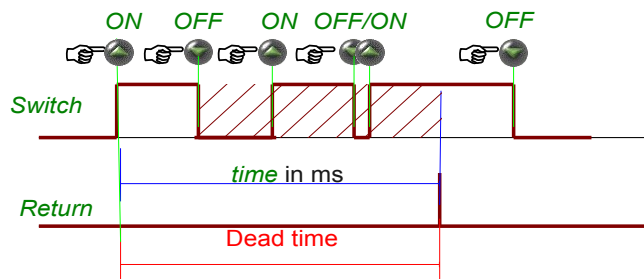 ON OFF ON OFF/ON OFF
Switch
time in ms
Return
Dead time